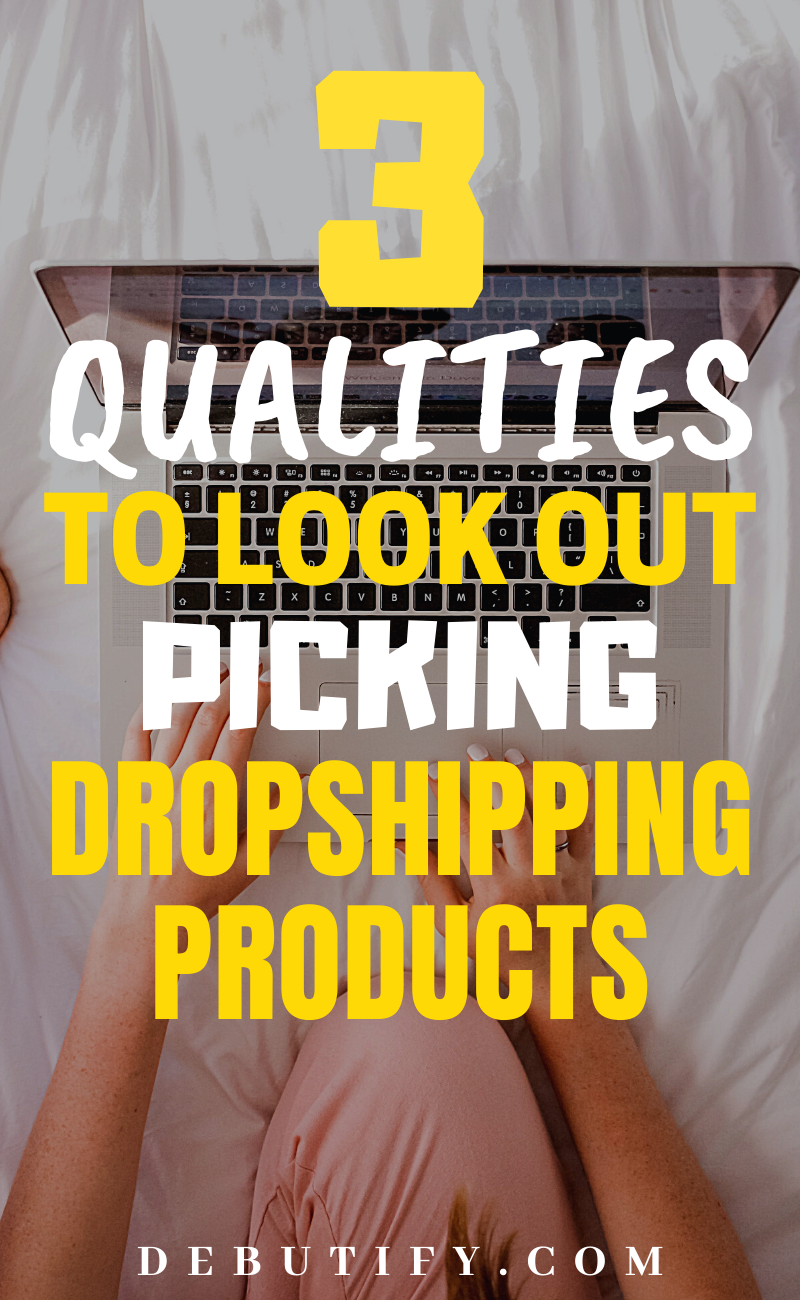 3
QUALITIES
TO LOOK OUT
PICKING
DROPSHIPPING
PRODUCTS
DEBUTIFY.COM